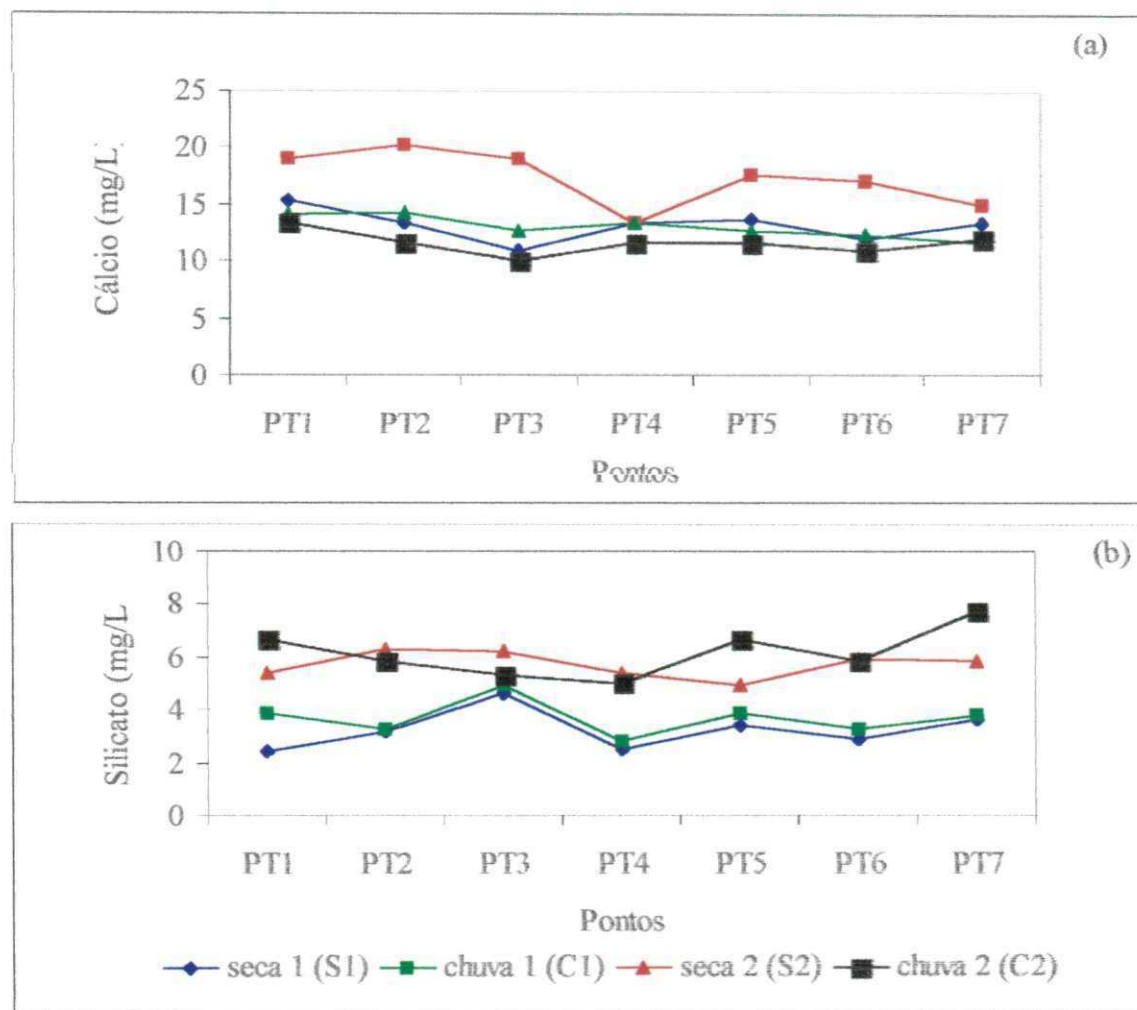 (a)
Cálcio (mg/L)
25
20
15
10
5
0
PT1 PT2 PT3 PT4 PT5 PT6 PT7
Pontos
(b)
Silicato (mg/L
10
8
6
4
2
0
PT1 PT2 PT3 PT4 PT5 PT6 PT7
Pontos
seca 1 (S1) chuva 1 (C1) seca 2 (S2) chuva 2 (C2)